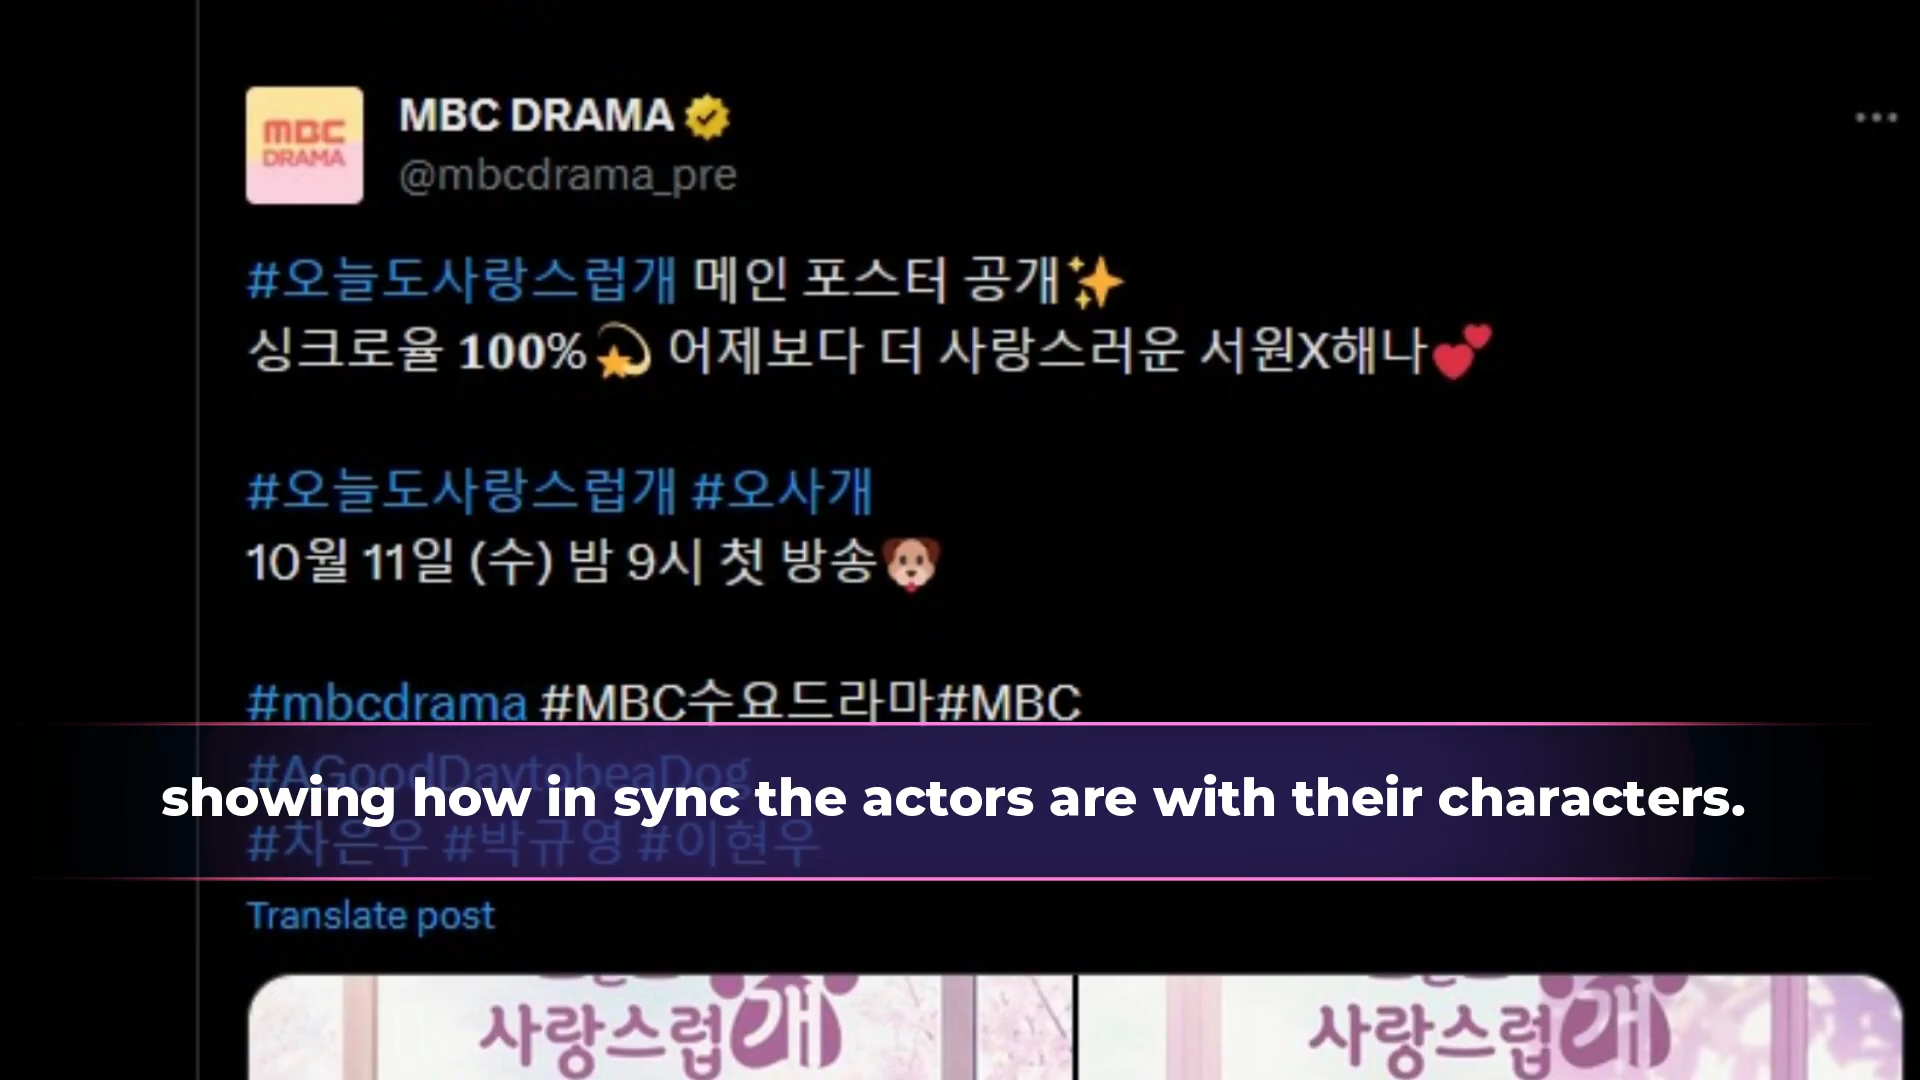 mbc
DRAMA
MBC DRAMA
@mbcdrama_pre
#오늘도사랑스럽개 메인 포스터 공개✨
싱크로율 100%💫 어제보다 더 사랑스러운 서원X해나💕
#오늘도사랑스럽개 #오사개
10월 11일 (수) 밤 9시 첫 방송🐶
#mbcdrama #MBC수요드라마#MBC
#AGoodDaytobeaDog
showing how in sync the actors are with their characters.
#차은우 #박규영 #이현우
Translate post
사랑스럽개
사랑스럽개